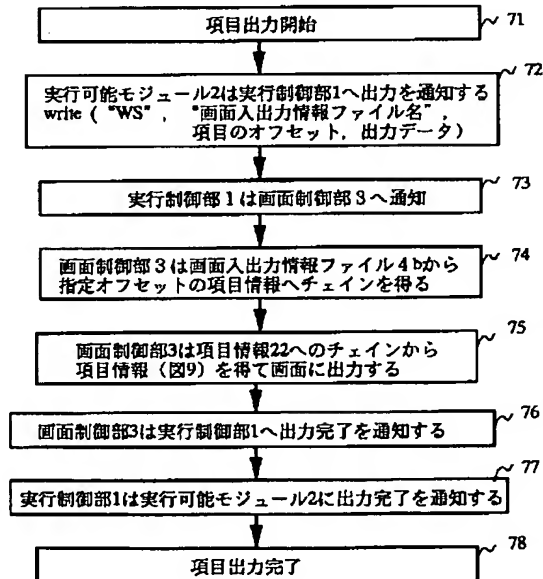 項目出力開始
71
72
実行可能モジュール2は実行制御部1へ出力を通知する
write ( "WS" , "画面入出力情報ファイル名" ,
項目のオフセット, 出力データ )
73
実行制御部1は画面制御部3へ通知
74
画面制御部3は画面入出力情報ファイル4bから
指定オフセットの項目情報へチェインを得る
75
画面制御部3は項目情報22へのチェインから
項目情報 (図9) を得て画面に出力する
76
画面制御部3は実行制御部1へ出力完了を通知する
77
実行制御部1は実行可能モジュール2に出力完了を通知する
78
項目出力完了